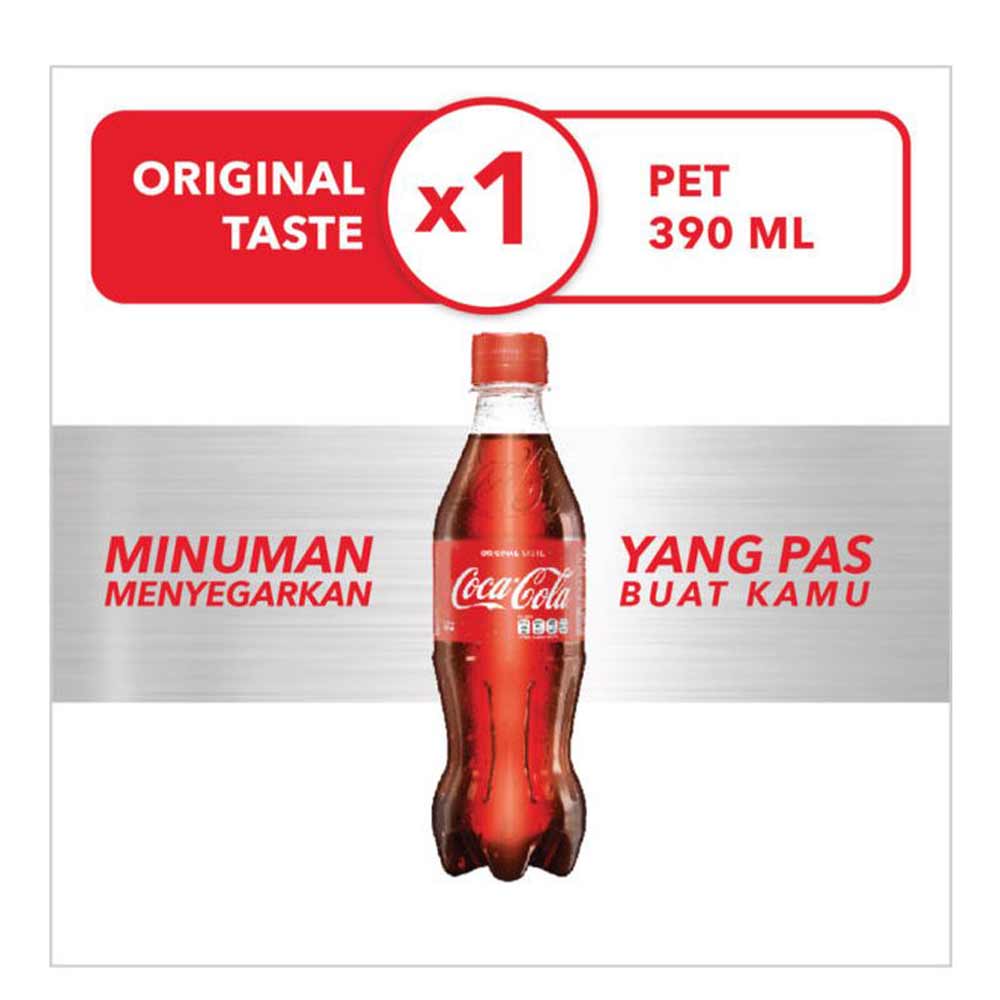 ORIGINAL
TASTE
x1
PET
390 ML
MINUMAN
MENYEGARKAN
YANG PAS
BUAT KAMU
ORIGINAL TASTE
Coca-Cola